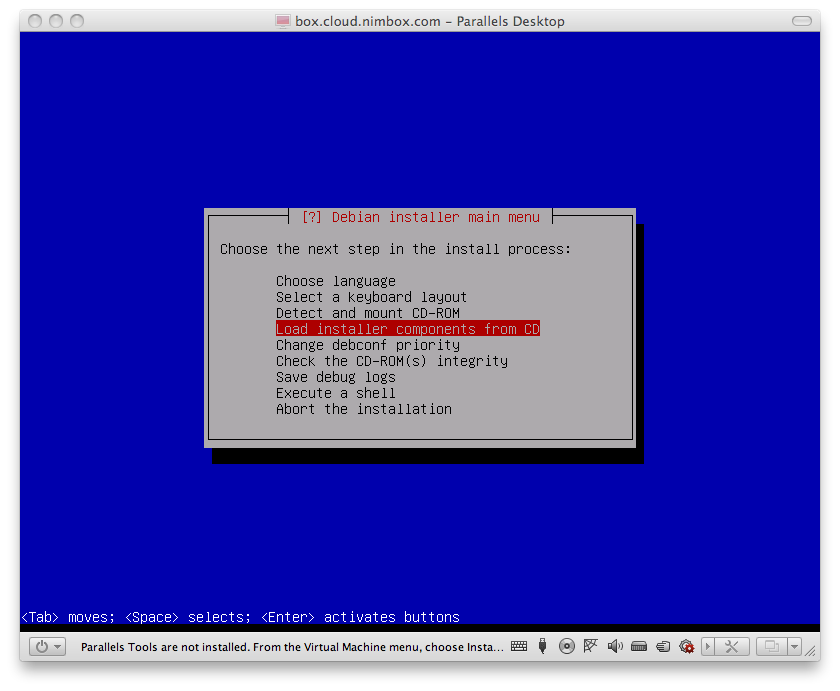 box.cloud.nimbox.com – Parallels Desktop
[?] Debian installer main menu
Choose the next step in the install process:
Choose language
Select a keyboard layout
Detect and mount CD-ROM
Load installer components from CD
Change debconf priority
Check the CD-ROM(s) integrity
Save debug logs
Execute a shell
Abort the installation
<Tab> moves; <Space> selects; <Enter> activates buttons
Parallels Tools are not installed. From the Virtual Machine menu, choose Insta...